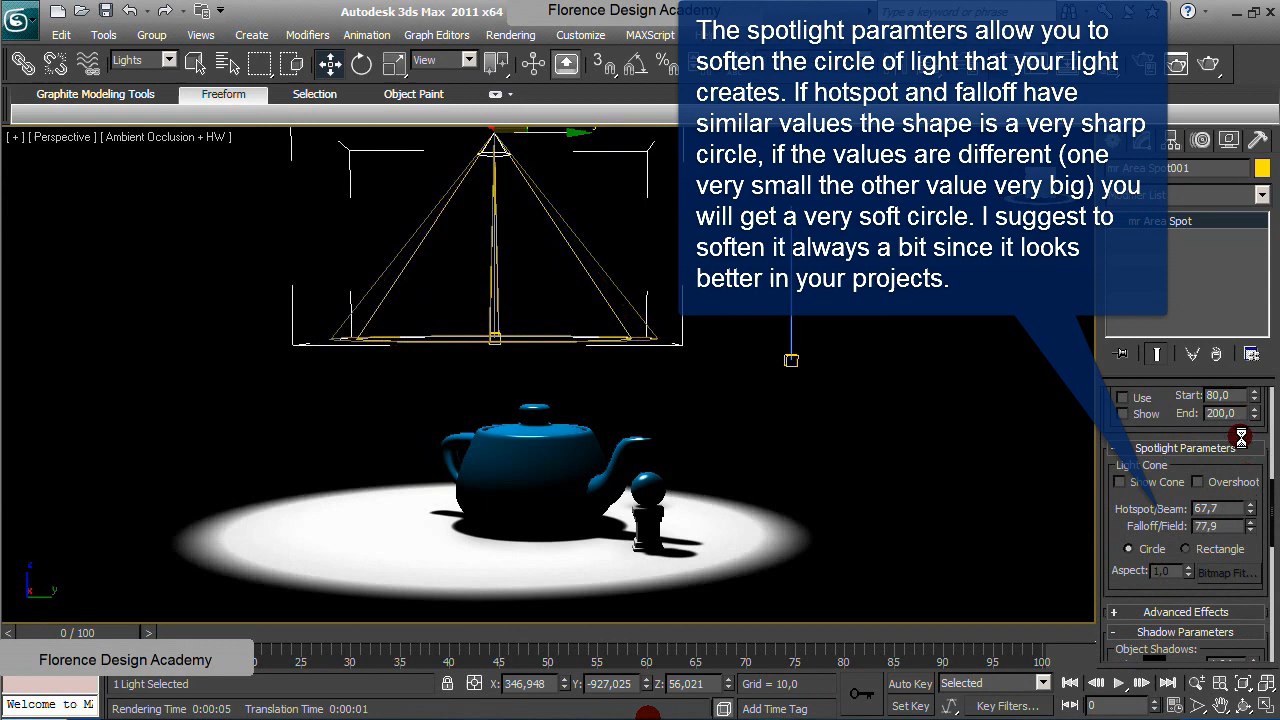 Autodesk 3ds Max 2011 x64
Florence Design Academy
Edit Tools Group Views Create Modifiers Animation Graph Editors Rendering Customize MAXScript
Lights
View
Graphite Modeling Tools Freeform Selection Object Paint
The spotlight paramters allow you to
soften the circle of light that your light
creates. If hotspot and falloff have
similar values the shape is a very sharp
circle, if the values are different (one
very small the other value very big) you
will get a very soft circle. I suggest to
soften it always a bit since it looks
better in your projects.
[ + ] [ Perspective ] [ Ambient Occlusion + HW ]
mr Area Spot001
Modifier List
mr Area Spot
Use Start: 80,0
Show End: 200,0
- Spotlight Parameters
Light Cone
Show Cone Overshoot
Hotspot/Beam: 67,7
Falloff/Field: 77,9
Circle Rectangle
Aspect: 1,0 Bitmap Fit...
+ Advanced Effects
- Shadow Parameters
Object Shadows:
z
x y
< 0 / 100 >
Florence Design Academy
20 25 30 35 40 45 50 55 60 65 70 75 80 85 90 95 100
1 Light Selected X: 346,948 Y: -927,025 Z: 56,021 Grid = 10,0 Auto Key Selected
Welcome to M
Rendering Time 0:00:05 Translation Time 0:00:01 Add Time Tag Set Key Key Filters... 0